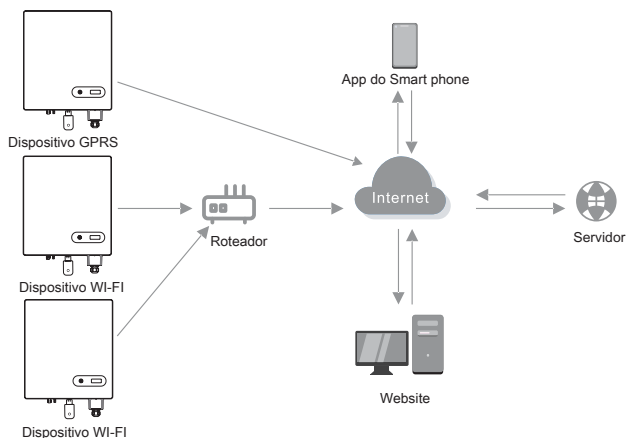 App do Smart phone
Dispositivo GPRS
Internet
Roteador
Servidor
Dispositivo WI-FI
Website
Dispositivo WI-FI